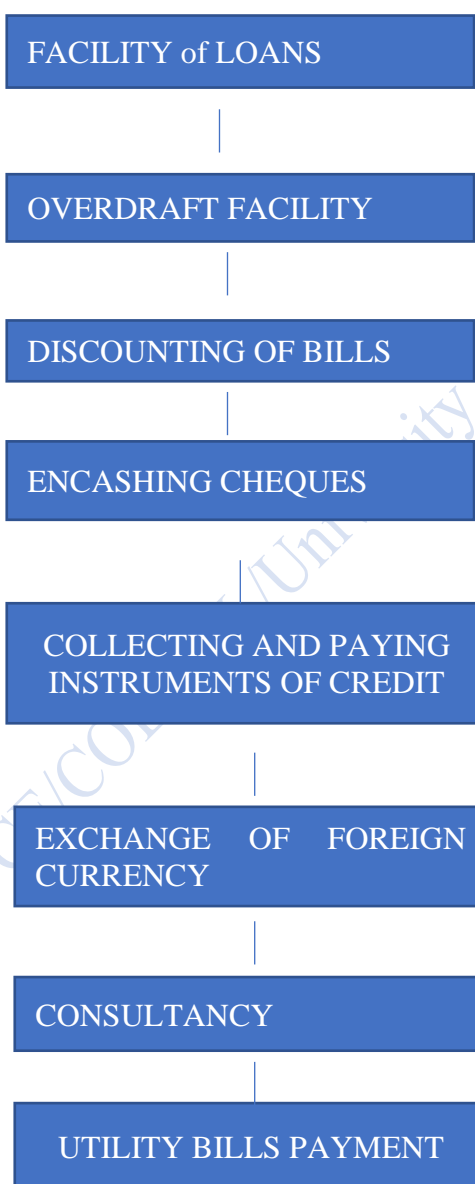 FACILITY of LOANS
OVERDRAFT FACILITY
DISCOUNTING OF BILLS
ENCASHING CHEQUES
COLLECTING AND PAYING
INSTRUMENTS OF CREDIT
EXCHANGE OF FOREIGN
CURRENCY
CONSULTANCY
UTILITY BILLS PAYMENT